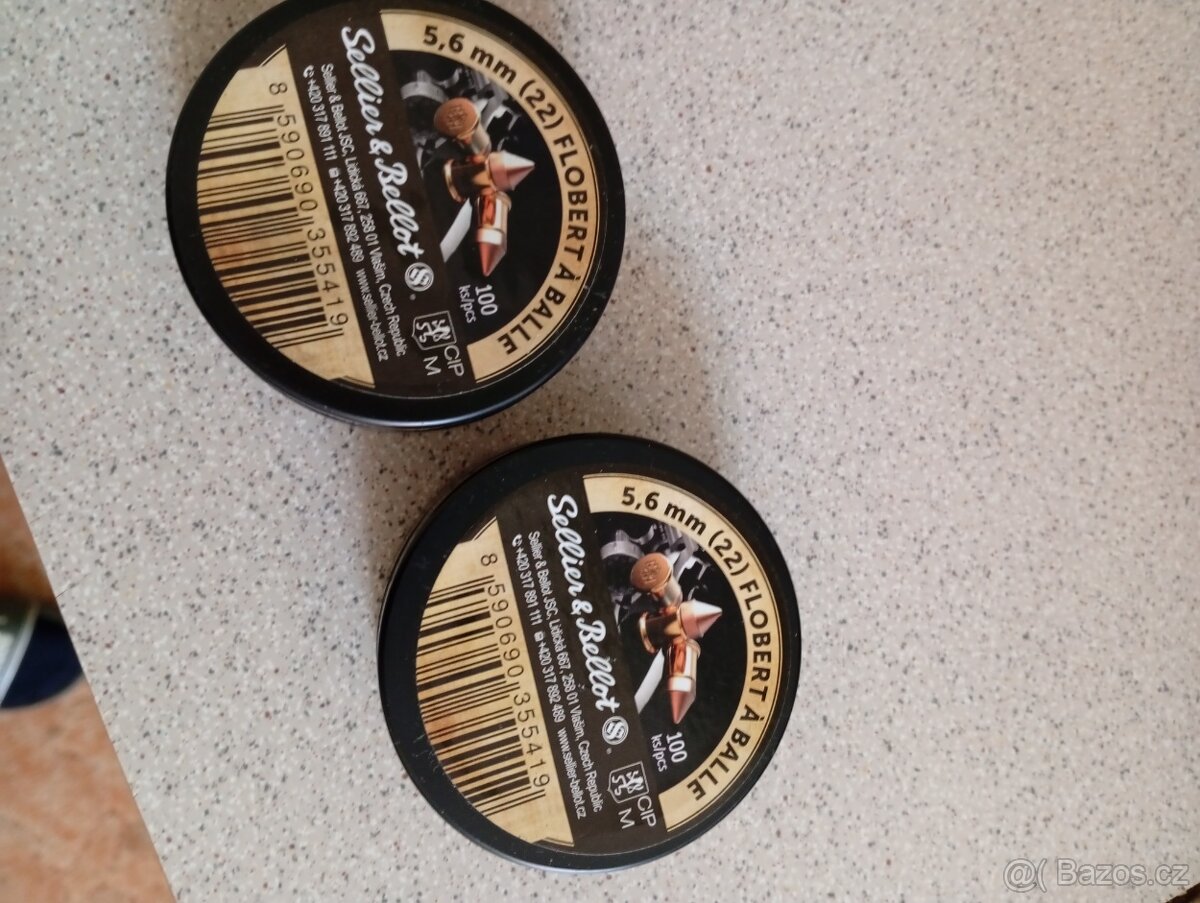 5,6 mm (22) FLOBERT À BALLE
100
ks/pcs
Sellier & Bellot
Sellier & Bellot JSC, Lidická 667, 258 01 Vlašim, Czech Republic
+420 317 891 111 +420 317 892 489 www.sellier-bellot.cz
CIP
M
8 590690 355419
5,6 mm (22) FLOBERT À BALLE
100
ks/pcs
Sellier & Bellot
Sellier & Bellot JSC, Lidická 667, 258 01 Vlašim, Czech Republic
+420 317 891 111 +420 317 892 489 www.sellier-bellot.cz
CIP
M
8 590690 355419
@( Bazos.cz